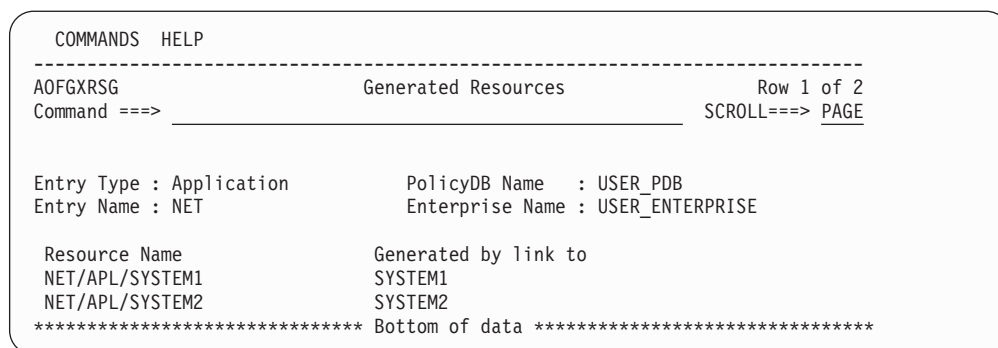 COMMANDS HELP
-------------------------------------------------------------------------------
AOFGXRSG Generated Resources Row 1 of 2
Command ===> ________________________________________________ SCROLL===> PAGE
Entry Type : Application PolicyDB Name : USER_PDB
Entry Name : NET Enterprise Name : USER_ENTERPRISE
Resource Name Generated by link to
NET/APL/SYSTEM1 SYSTEM1
NET/APL/SYSTEM2 SYSTEM2
******************************* Bottom of data ********************************